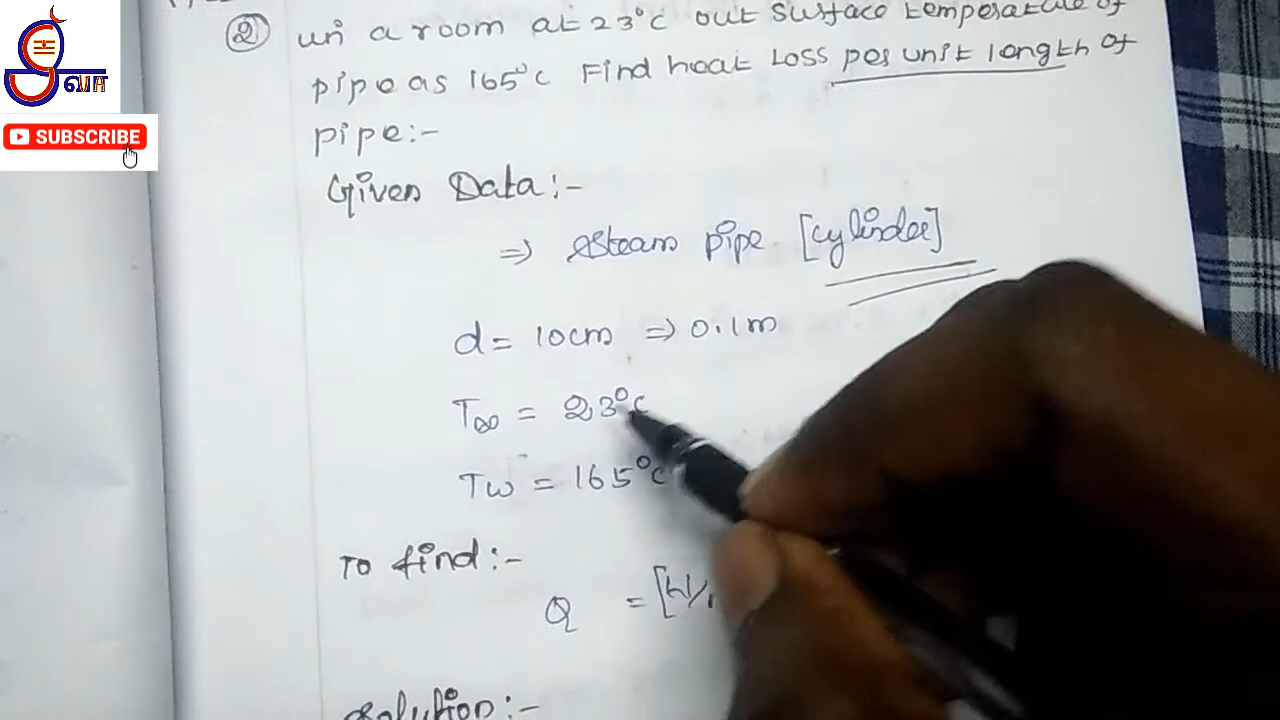 ② un a room at 23°c out surface temperature of
pipe as 165°c Find heat Loss per unit length of
pipe:-
Given Data:-
⇒ Steam pipe [cylinder]
d = 10cm ⇒ 0.1m
T∞ = 23°c
Tw = 165°c
To find:-
Q = [W/
Solution:-
SUBSCRIBE